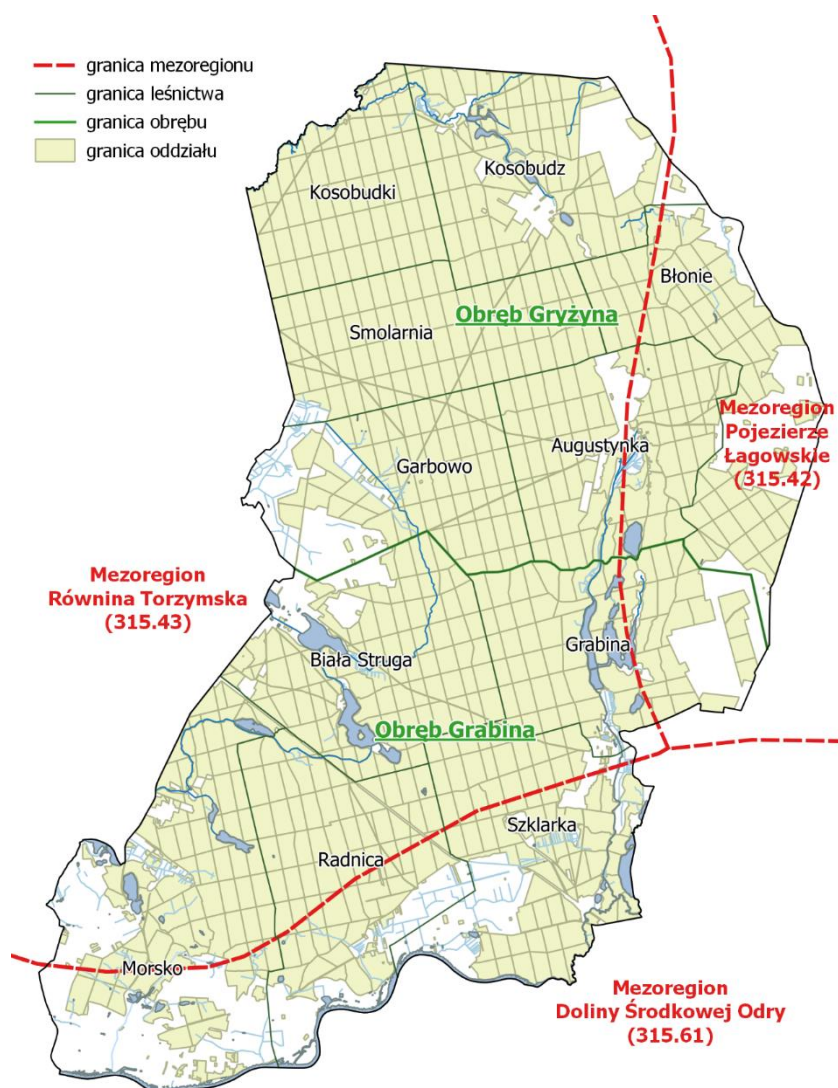 granica mezoregionu
granica leśnictwa
granica obrębu
granica oddziału
Kosobudki
Kosobudz
Błonie
Obręb Gryżyna
Smolarnia
Mezoregion
Pojezierze
Łagowskie
(315.42)
Augustynka
Garbowo
Mezoregion
Równina Torzymska
(315.43)
Grabina
Biała Struga
Obręb Grabina
Szklarka
Radnica
Morsko
Mezoregion
Doliny Środkowej Odry
(315.61)